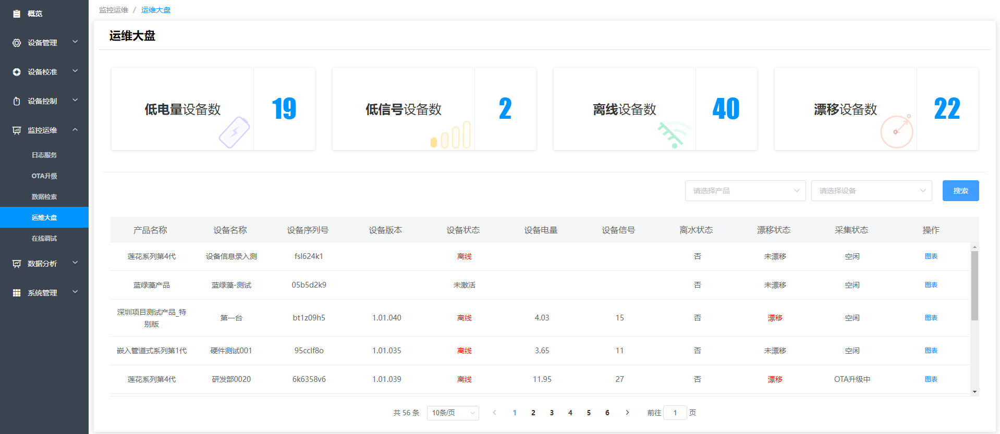 概览
设备管理
设备校准
设备控制
监控运维
日志服务
OTA升级
数据检索
运维大盘
在线调试
数据分析
系统管理
监控运维 / 运维大盘
运维大盘
低电量设备数 19
低信号设备数 2
离线设备数 40
漂移设备数 22
请选择产品 请选择设备 搜索
产品名称 设备名称 设备序列号 设备版本 设备状态 设备电量 设备信号 离水状态 漂移状态 采集状态 操作
莲花系列第4代 设备信息录入测 fsl624k1 离线 否 未漂移 空闲 图表
蓝绿藻产品 蓝绿藻-测试 05b5d2k9 未激活 否 未漂移 空闲 图表
深圳项目测试产品_特
别版 第一台 bt1z09h5 1.01.040 离线 4.03 15 否 漂移 空闲 图表
嵌入管道式系列第1代 硬件测试001 95cclf8o 1.01.035 离线 3.65 11 否 未漂移 空闲 图表
莲花系列第4代 研发部0020 6k6358v6 1.01.039 离线 11.95 27 否 漂移 OTA升级中 图表
共 56 条 10条/页 1 2 3 4 5 6 前往 1 页